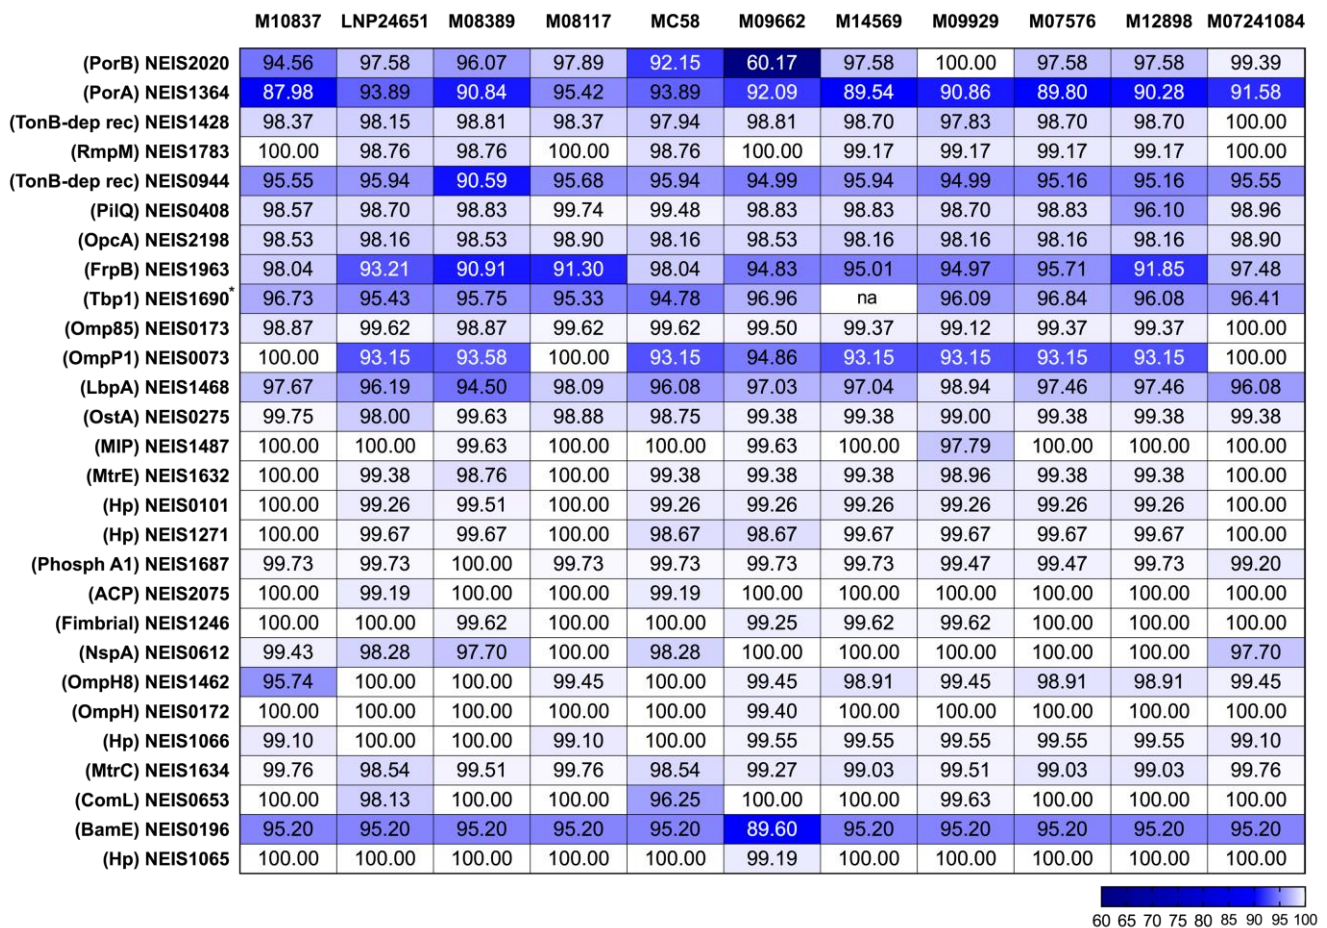 M10837 LNP24651 M08389 M08117 MC58 M09662 M14569 M09929 M07576 M12898 M07241084
(PorB) NEIS2020 94.56 97.58 96.07 97.89 92.15 60.17 97.58 100.00 97.58 97.58 99.39
(PorA) NEIS1364 87.98 93.89 90.84 95.42 93.89 92.09 89.54 90.86 89.80 90.28 91.58
(TonB-dep rec) NEIS1428 98.37 98.15 98.81 98.37 97.94 98.81 98.70 97.83 98.70 98.70 100.00
(RmpM) NEIS1783 100.00 98.76 98.76 100.00 98.76 100.00 99.17 99.17 99.17 99.17 100.00
(TonB-dep rec) NEIS0944 95.55 95.94 90.59 95.68 95.94 94.99 95.94 94.99 95.16 95.16 95.55
(PilQ) NEIS0408 98.57 98.70 98.83 99.74 99.48 98.83 98.83 98.70 98.83 96.10 98.96
(OpcA) NEIS2198 98.53 98.16 98.53 98.90 98.16 98.53 98.16 98.16 98.16 98.16 98.90
(FrpB) NEIS1963 98.04 93.21 90.91 91.30 98.04 94.83 95.01 94.97 95.71 91.85 97.48
(Tbp1) NEIS1690* 96.73 95.43 95.75 95.33 94.78 96.96 na 96.09 96.84 96.08 96.41
(Omp85) NEIS0173 98.87 99.62 98.87 99.62 99.62 99.50 99.37 99.12 99.37 99.37 100.00
(OmpP1) NEIS0073 100.00 93.15 93.58 100.00 93.15 94.86 93.15 93.15 93.15 93.15 100.00
(LbpA) NEIS1468 97.67 96.19 94.50 98.09 96.08 97.03 97.04 98.94 97.46 97.46 96.08
(OstA) NEIS0275 99.75 98.00 99.63 98.88 98.75 99.38 99.38 99.00 99.38 99.38 99.38
(MIP) NEIS1487 100.00 100.00 99.63 100.00 100.00 99.63 100.00 97.79 100.00 100.00 100.00
(MtrE) NEIS1632 100.00 99.38 98.76 100.00 99.38 99.38 99.38 98.96 99.38 99.38 100.00
(Hp) NEIS0101 100.00 99.26 99.51 100.00 99.26 99.26 99.26 99.26 99.26 99.26 100.00
(Hp) NEIS1271 100.00 99.67 99.67 100.00 98.67 98.67 99.67 99.67 99.67 99.67 100.00
(Phosph A1) NEIS1687 99.73 99.73 100.00 99.73 99.73 99.73 99.73 99.47 99.47 99.73 99.20
(ACP) NEIS2075 100.00 99.19 100.00 100.00 99.19 100.00 100.00 100.00 100.00 100.00 100.00
(Fimbrial) NEIS1246 100.00 100.00 99.62 100.00 100.00 99.25 99.62 99.62 100.00 100.00 100.00
(NspA) NEIS0612 99.43 98.28 97.70 100.00 98.28 100.00 100.00 100.00 100.00 100.00 97.70
(OmpH8) NEIS1462 95.74 100.00 100.00 99.45 100.00 99.45 98.91 99.45 98.91 98.91 99.45
(OmpH) NEIS0172 100.00 100.00 100.00 100.00 100.00 99.40 100.00 100.00 100.00 100.00 100.00
(Hp) NEIS1066 99.10 100.00 100.00 99.10 100.00 99.55 99.55 99.55 99.55 99.55 99.10
(MtrC) NEIS1634 99.76 98.54 99.51 99.76 98.54 99.27 99.03 99.51 99.03 99.03 99.76
(ComL) NEIS0653 100.00 98.13 100.00 100.00 96.25 100.00 100.00 99.63 100.00 100.00 100.00
(BamE) NEIS0196 95.20 95.20 95.20 95.20 95.20 89.60 95.20 95.20 95.20 95.20 95.20
(Hp) NEIS1065 100.00 100.00 100.00 100.00 100.00 99.19 100.00 100.00 100.00 100.00 100.00
60 65 70 75 80 85 90 95 100